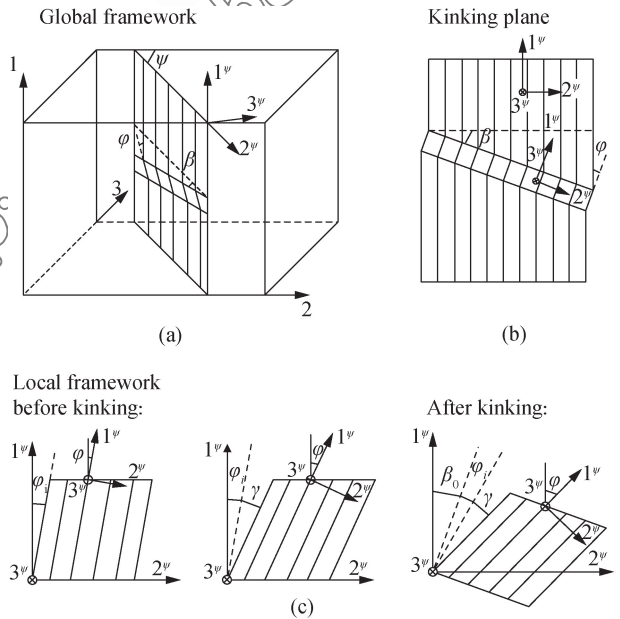 Global framework
Kinking plane
1
ψ
1ψ
3ψ
2ψ
φ
β
3
2
(a)
1ψ
2ψ
3ψ
1ψ
β
3ψ
φ
2ψ
(b)
Local framework
before kinking:
After kinking:
1ψ
φ
1ψ
2ψ
3ψ
φi
3ψ
2ψ
1ψ
φ
1ψ
3ψ
φi
γ
2ψ
3ψ
2ψ
1ψ
β0
φi
γ
3ψ
φ
1ψ
2ψ
2ψ
3ψ
(c)